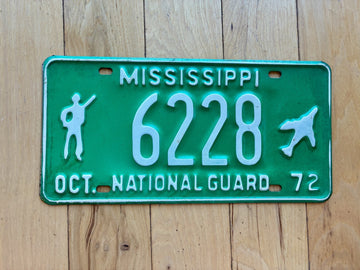 MISSISSIPPI
6228
OCT. NATIONAL GUARD 72